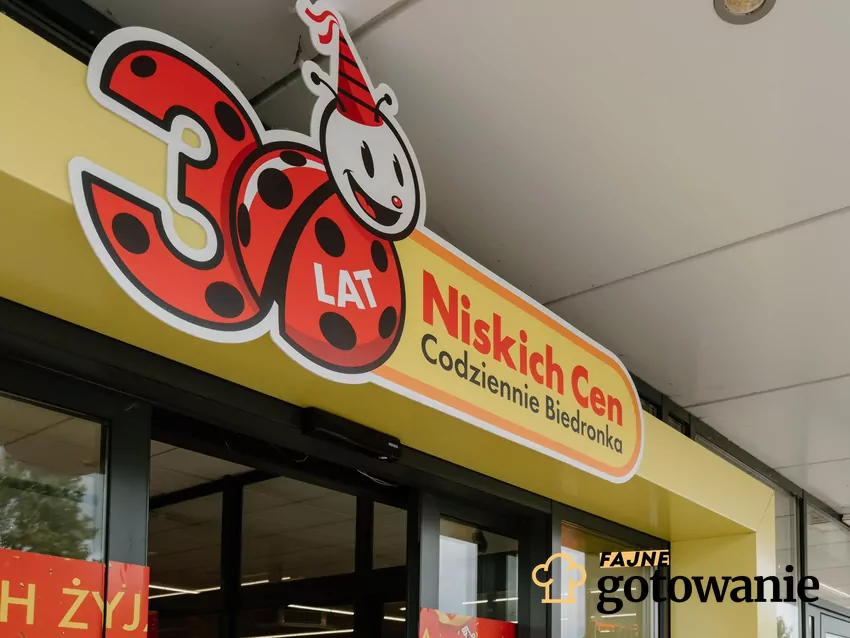 30
LAT
Niskich Cen
Codziennie Biedronka
H ŻYJ
FAJNE
gotowanie